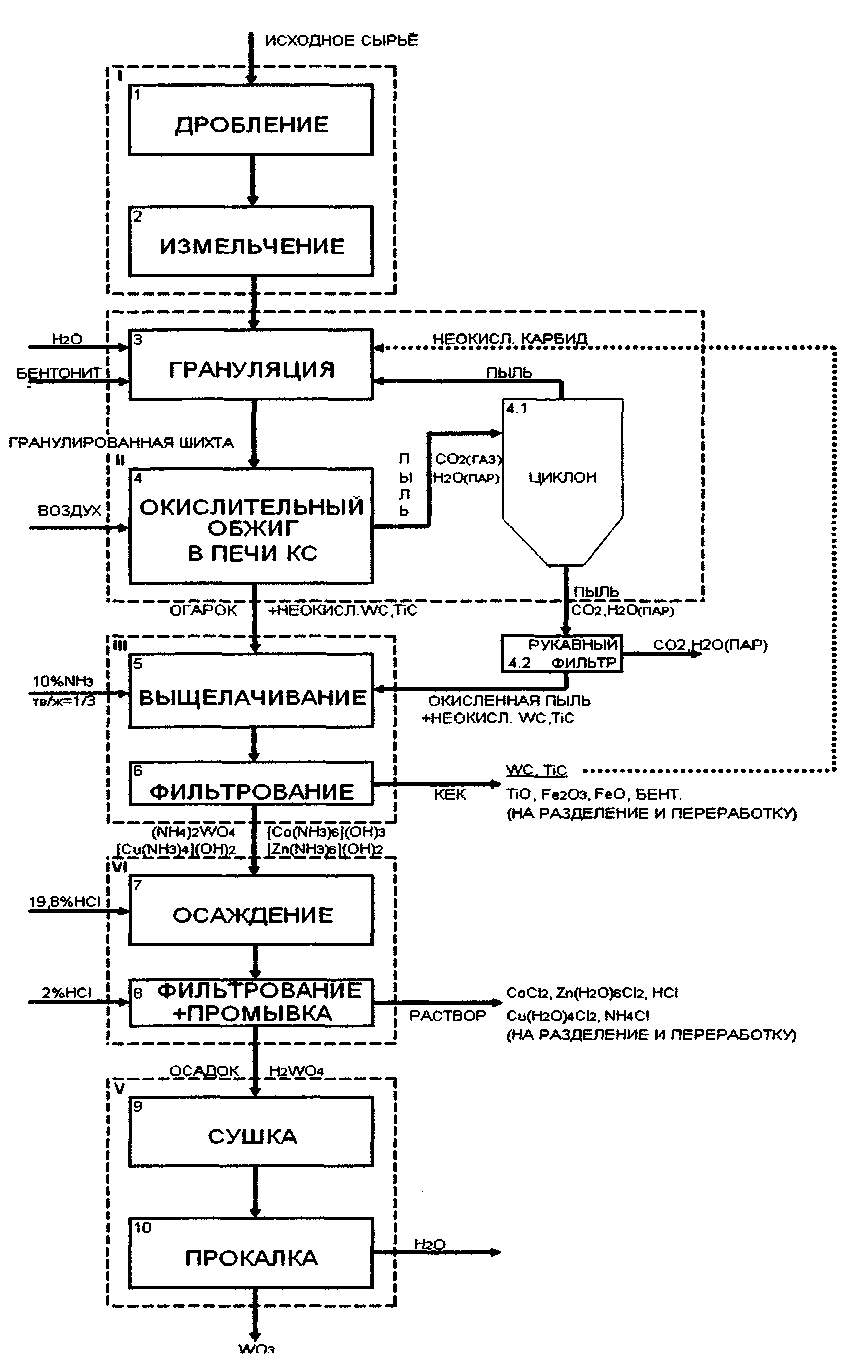 ИСХОДНОЕ СЫРЬЁ
I
1
ДРОБЛЕНИЕ
2
ИЗМЕЛЬЧЕНИЕ
H2O
3
НЕОКИСЛ. КАРБИД
ГРАНУЛЯЦИЯ
БЕНТОНИТ
ПЫЛЬ
4.1
ГРАНУЛИРОВАННАЯ ШИХТА
II
ПЫЛЬ
CO2(ГАЗ)
H2O(ПАР)
ЦИКЛОН
4
ОКИСЛИТЕЛЬНЫЙ
ОБЖИГ
В ПЕЧИ КС
ВОЗДУХ
ПЫЛЬ
CO2,H2O(ПАР)
ОГАРОК +НЕОКИСЛ.WC,TiC
РУКАВНЫЙ
4.2 ФИЛЬТР
CO2,H2O(ПАР)
III
5
ВЫЩЕЛАЧИВАНИЕ
10%NH3
тв/ж=1/3
ОКИСЛЕННАЯ ПЫЛЬ
+НЕОКИСЛ. WC,TiC
6
ФИЛЬТРОВАНИЕ
КЕК
WC, TiC
TiO, Fe2O3, FeO, БЕНТ.
(НА РАЗДЕЛЕНИЕ И ПЕРЕРАБОТКУ)
(NH4)2WO4 [Co(NH3)6](OH)3
[Cu(NH3)4](OH)2 [Zn(NH3)6](OH)2
VI
7
ОСАЖДЕНИЕ
19,8%HCl
2%HCl
8
ФИЛЬТРОВАНИЕ
+ПРОМЫВКА
РАСТВОР
CoCl2, Zn(H2O)6Cl2, HCl
Cu(H2O)4Cl2, NH4Cl
(НА РАЗДЕЛЕНИЕ И ПЕРЕРАБОТКУ)
ОСАДОК H2WO4
V
9
СУШКА
10
ПРОКАЛКА
H2O
WO3